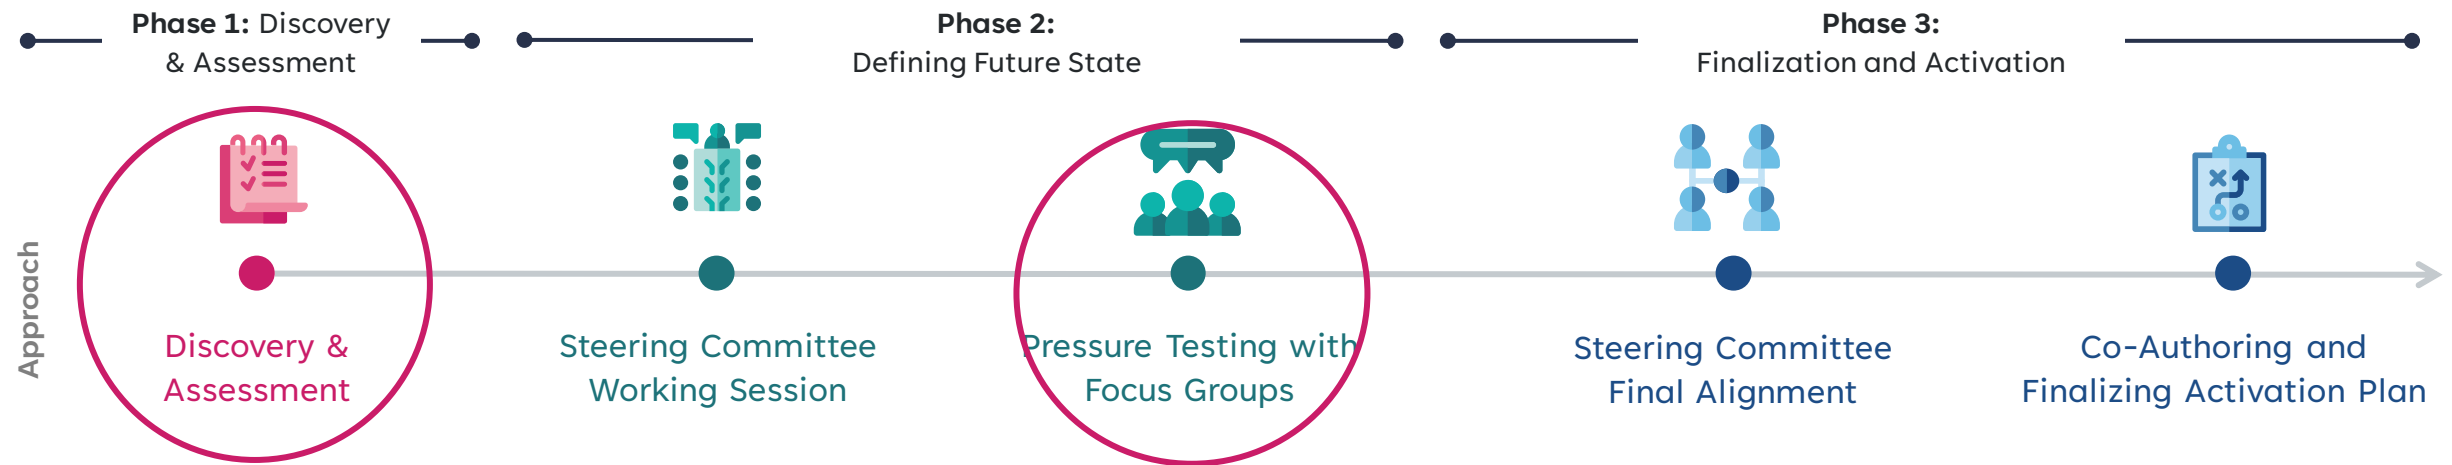 Phase 1: Discovery
& Assessment
Phase 2:
Defining Future State
Phase 3:
Finalization and Activation
Approach
Discovery &
Assessment
Steering Committee
Working Session
Pressure Testing with
Focus Groups
Steering Committee
Final Alignment
Co-Authoring and
Finalizing Activation Plan